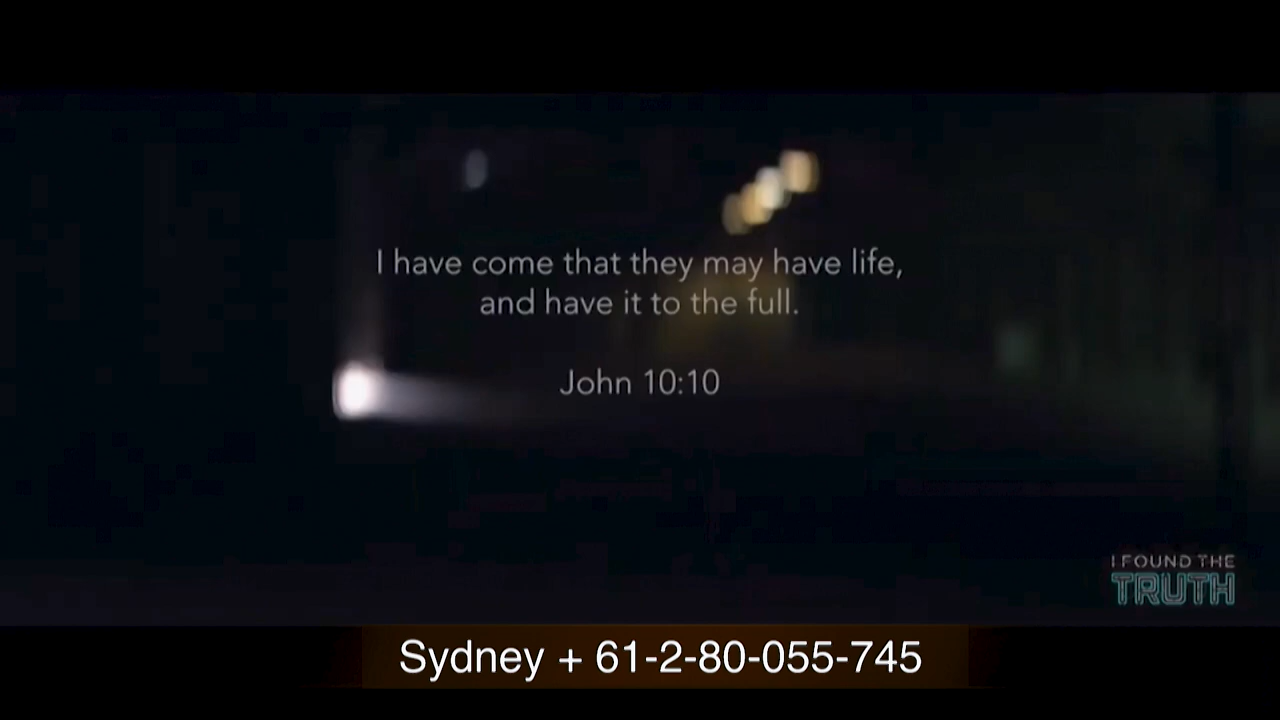 I have come that they may have life,
and have it to the full.
John 10:10
I FOUND THE
TRUTH
Sydney + 61-2-80-055-745